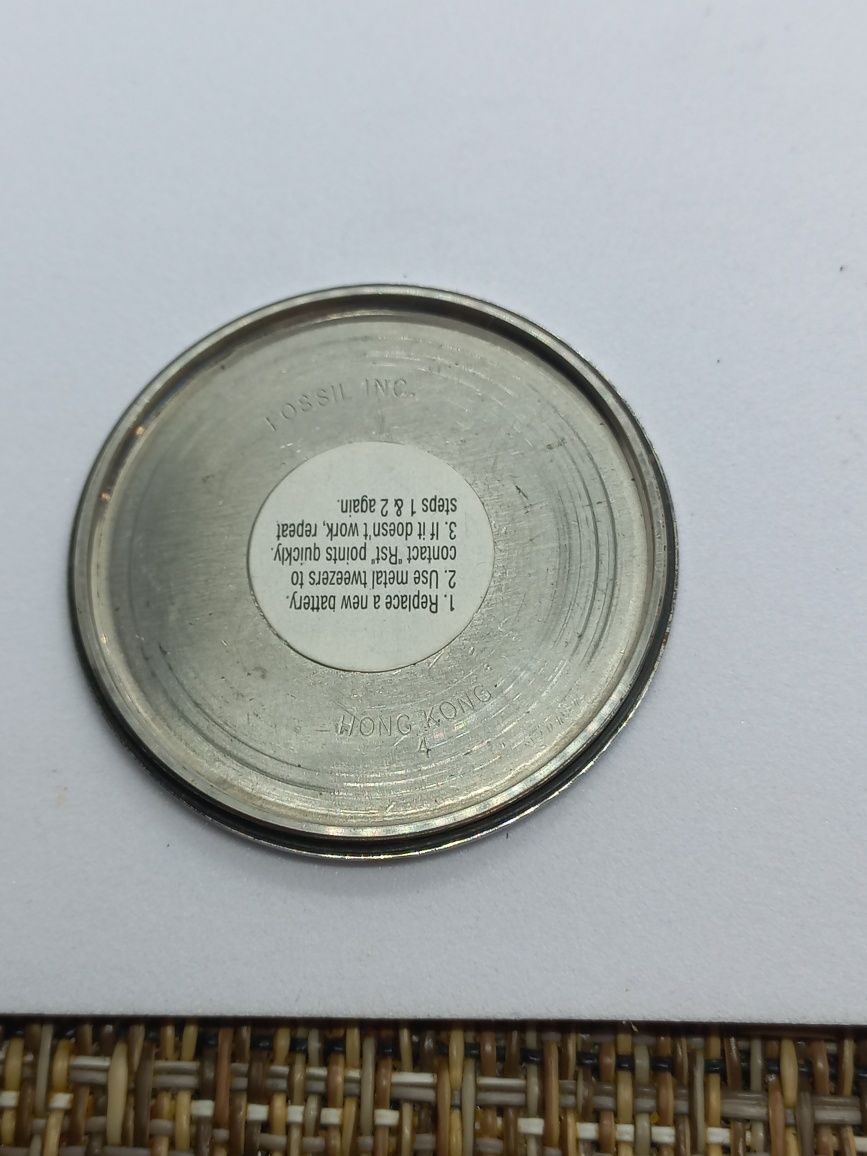 FOSSIL INC.
1. Replace a new battery.
2. Use metal tweezers to
contact "Rst" points quickly.
3. If it doesn't work, repeat
steps 1 & 2 again.
HONG KONG
4